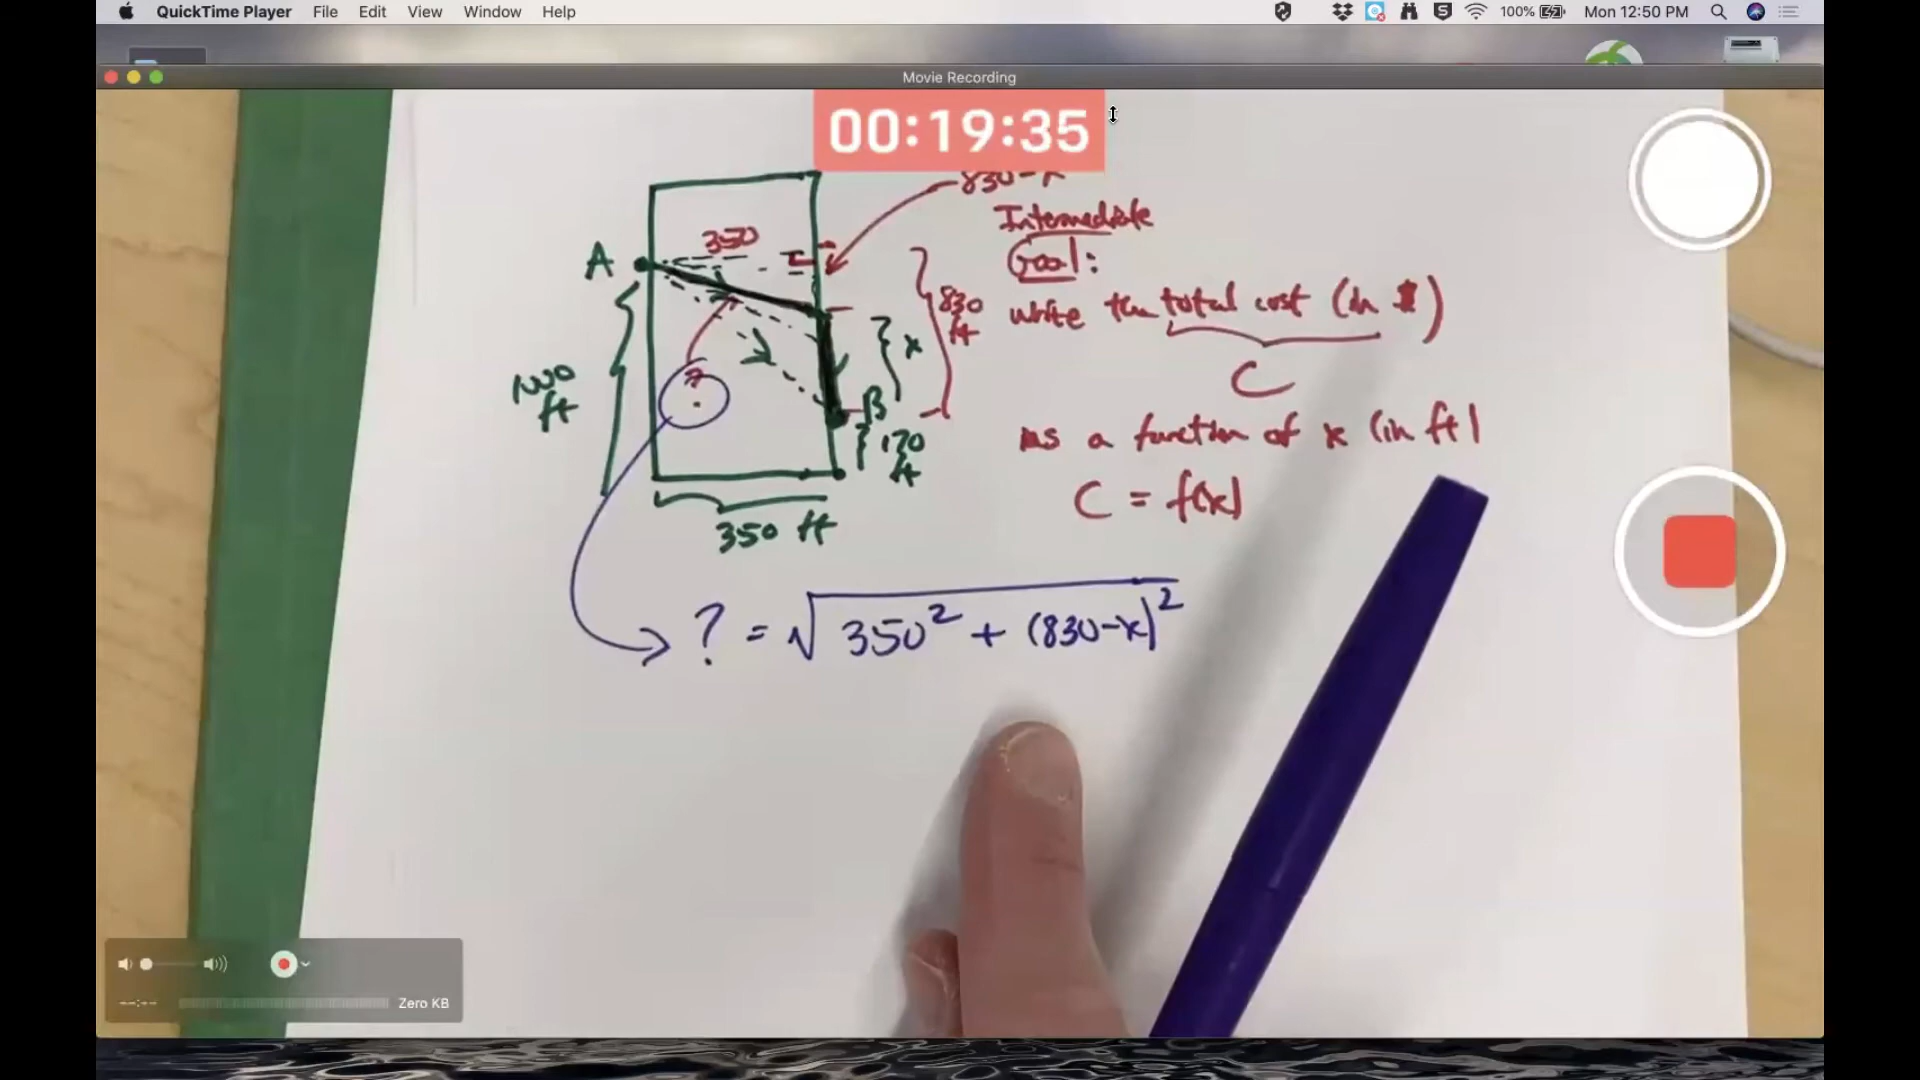 QuickTime Player File Edit View Window Help
100% Mon 12:50 PM
Movie Recording
00:19:35
830-x
Intermediate
Goal:
350
A
830
ft
write the total cost (in $)
x
C
1000
ft
B
170
ft
as a function of x (in ft)
C = f(x)
350 ft
?
? = √350² + (830-x)²
--:--
Zero KB